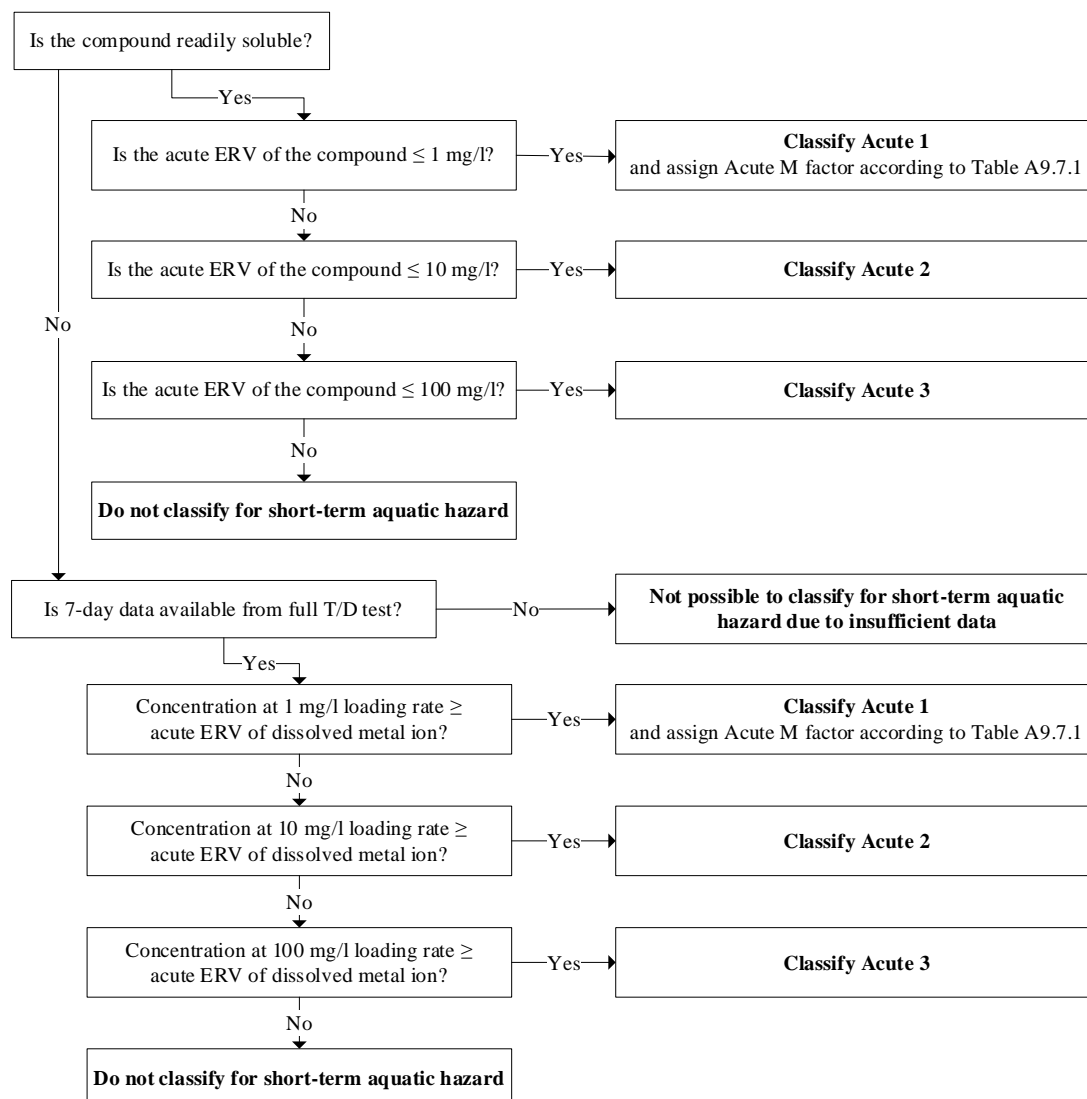 Is the compound readily soluble?
Yes
Is the acute ERV of the compound ≤ 1 mg/l?
Yes
Classify Acute 1
and assign Acute M factor according to Table A9.7.1
No
Is the acute ERV of the compound ≤ 10 mg/l?
Yes
Classify Acute 2
No
No
Is the acute ERV of the compound ≤ 100 mg/l?
Yes
Classify Acute 3
No
Do not classify for short-term aquatic hazard
Is 7-day data available from full T/D test?
No
Not possible to classify for short-term aquatic
hazard due to insufficient data
Yes
Concentration at 1 mg/l loading rate ≥
acute ERV of dissolved metal ion?
Yes
Classify Acute 1
and assign Acute M factor according to Table A9.7.1
No
Concentration at 10 mg/l loading rate ≥
acute ERV of dissolved metal ion?
Yes
Classify Acute 2
No
Concentration at 100 mg/l loading rate ≥
acute ERV of dissolved metal ion?
Yes
Classify Acute 3
No
Do not classify for short-term aquatic hazard